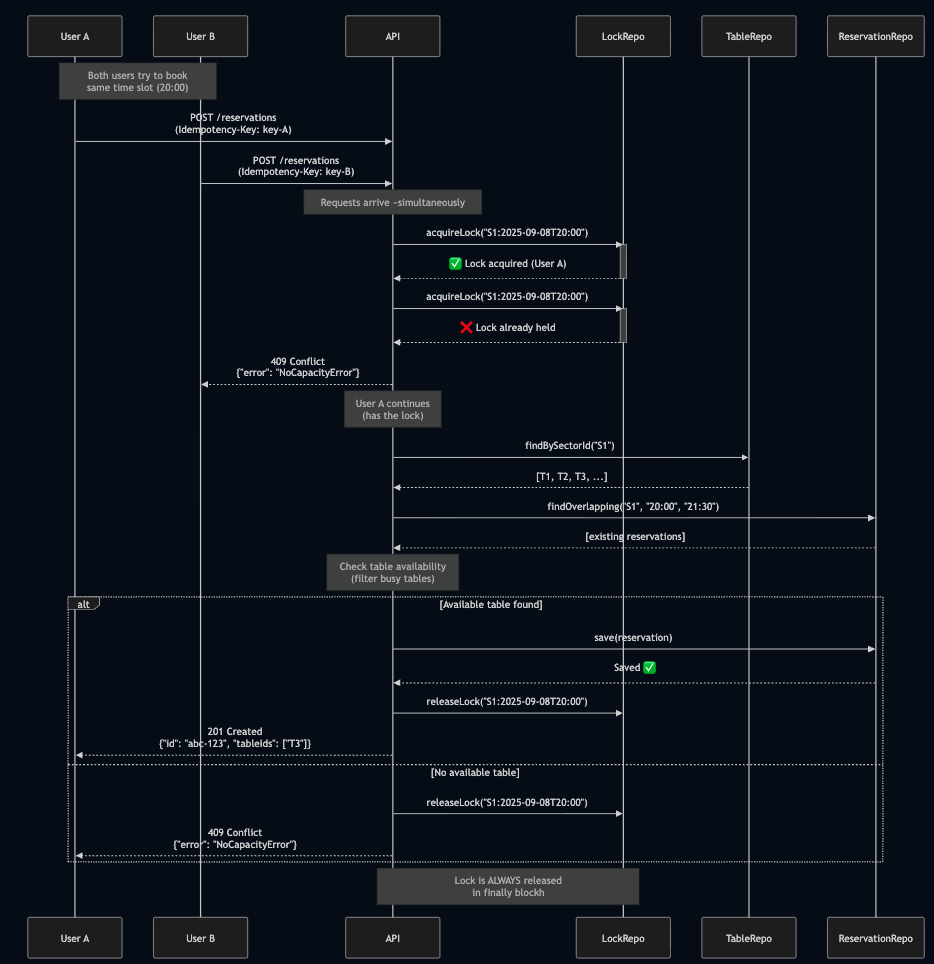 User A
User B
API
LockRepo
TableRepo
ReservationRepo
Both users try to book
same time slot (20:00)
POST /reservations
(Idempotency-Key: key-A)
POST /reservations
(Idempotency-Key: key-B)
Requests arrive ~simultaneously
acquireLock("S1:2025-09-08T20:00")
✅ Lock acquired (User A)
acquireLock("S1:2025-09-08T20:00")
❌ Lock already held
409 Conflict
{"error": "NoCapacityError"}
User A continues
(has the lock)
findBySectorId("S1")
[T1, T2, T3, ...]
findOverlapping("S1", "20:00", "21:30")
[existing reservations]
Check table availability
(filter busy tables)
alt
[Available table found]
save(reservation)
Saved ✅
releaseLock("S1:2025-09-08T20:00")
201 Created
{"id": "abc-123", "tableIds": ["T3"]}
[No available table]
releaseLock("S1:2025-09-08T20:00")
409 Conflict
{"error": "NoCapacityError"}
Lock is ALWAYS released
in finally blockh
User A
User B
API
LockRepo
TableRepo
ReservationRepo